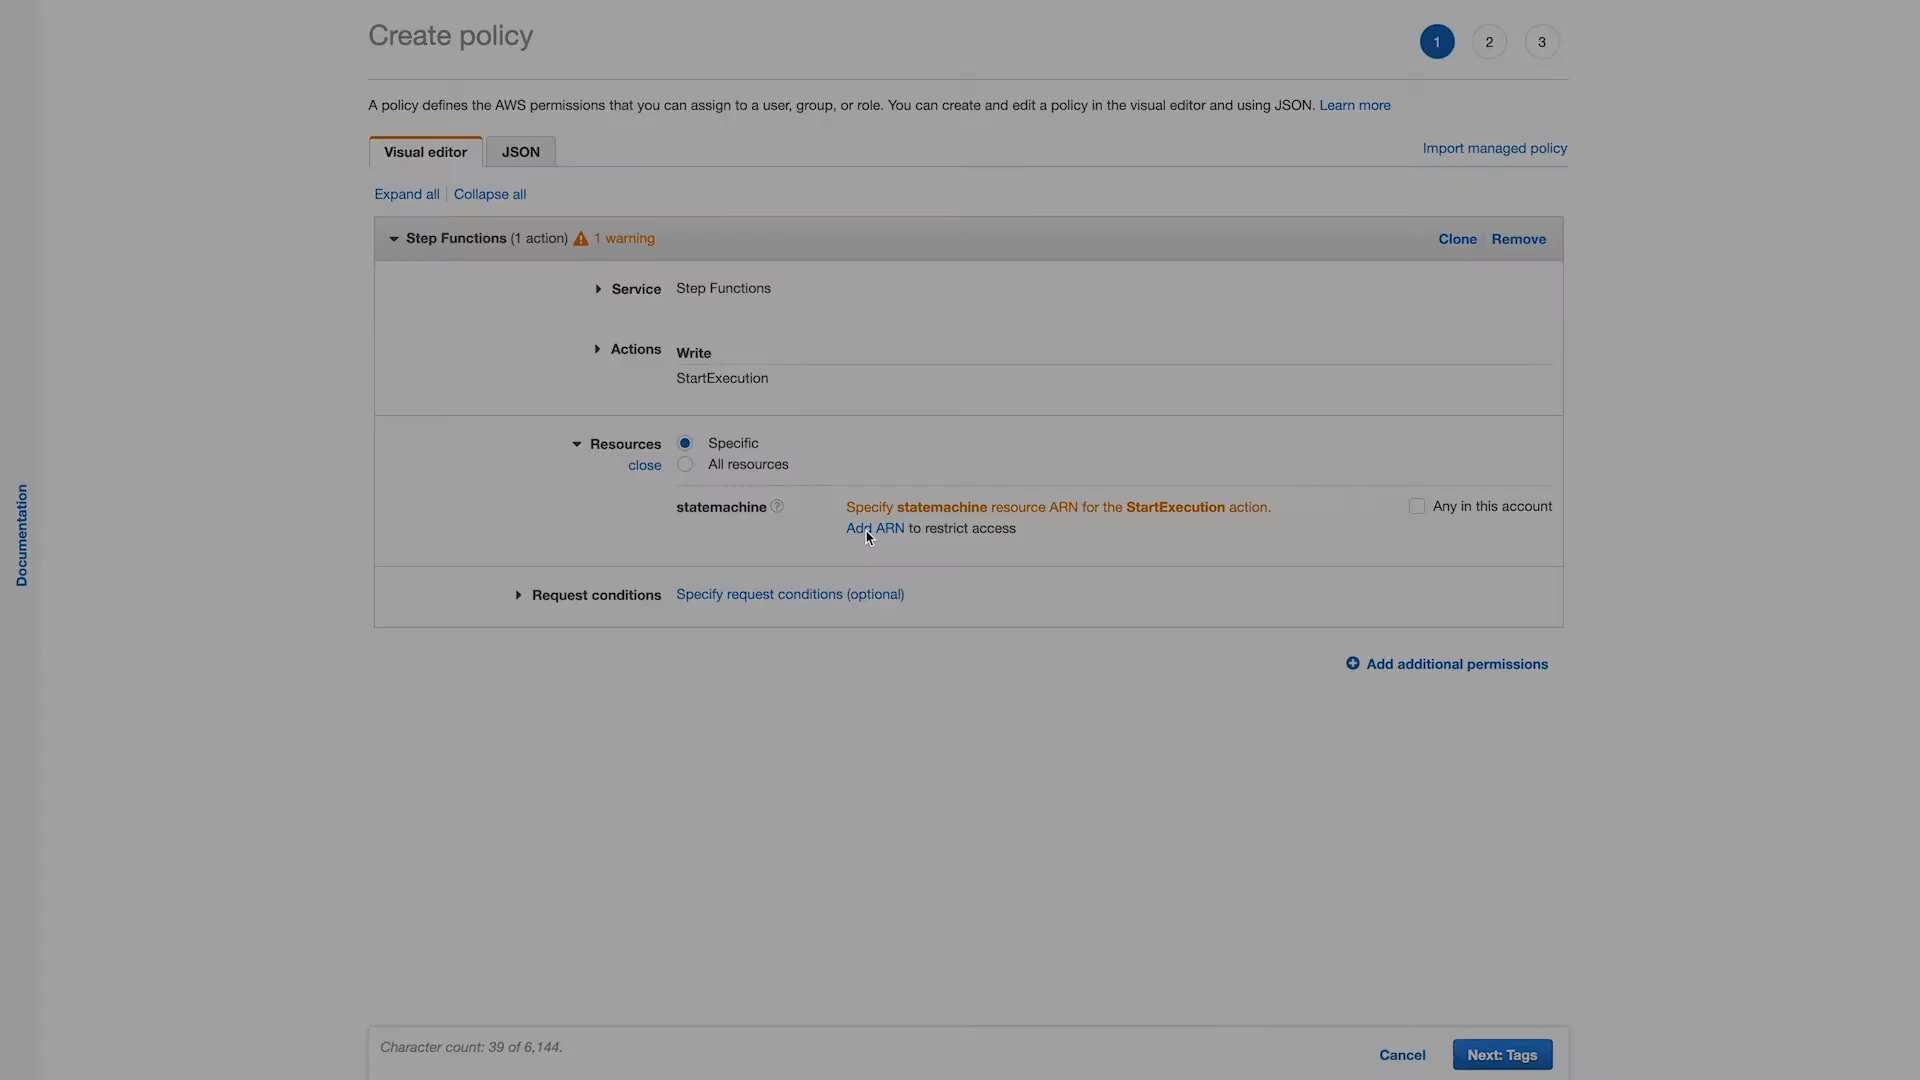 Create policy
1 2 3
A policy defines the AWS permissions that you can assign to a user, group, or role. You can create and edit a policy in the visual editor and using JSON. Learn more
Visual editor JSON Import managed policy
Expand all Collapse all
Step Functions (1 action) 1 warning Clone Remove
Service Step Functions
Actions Write
StartExecution
Resources Specific
close All resources
statemachine ? Specify statemachine resource ARN for the StartExecution action. Any in this account
Add ARN to restrict access
Request conditions Specify request conditions (optional)
Add additional permissions
Documentation
Character count: 39 of 6,144.
Cancel Next: Tags